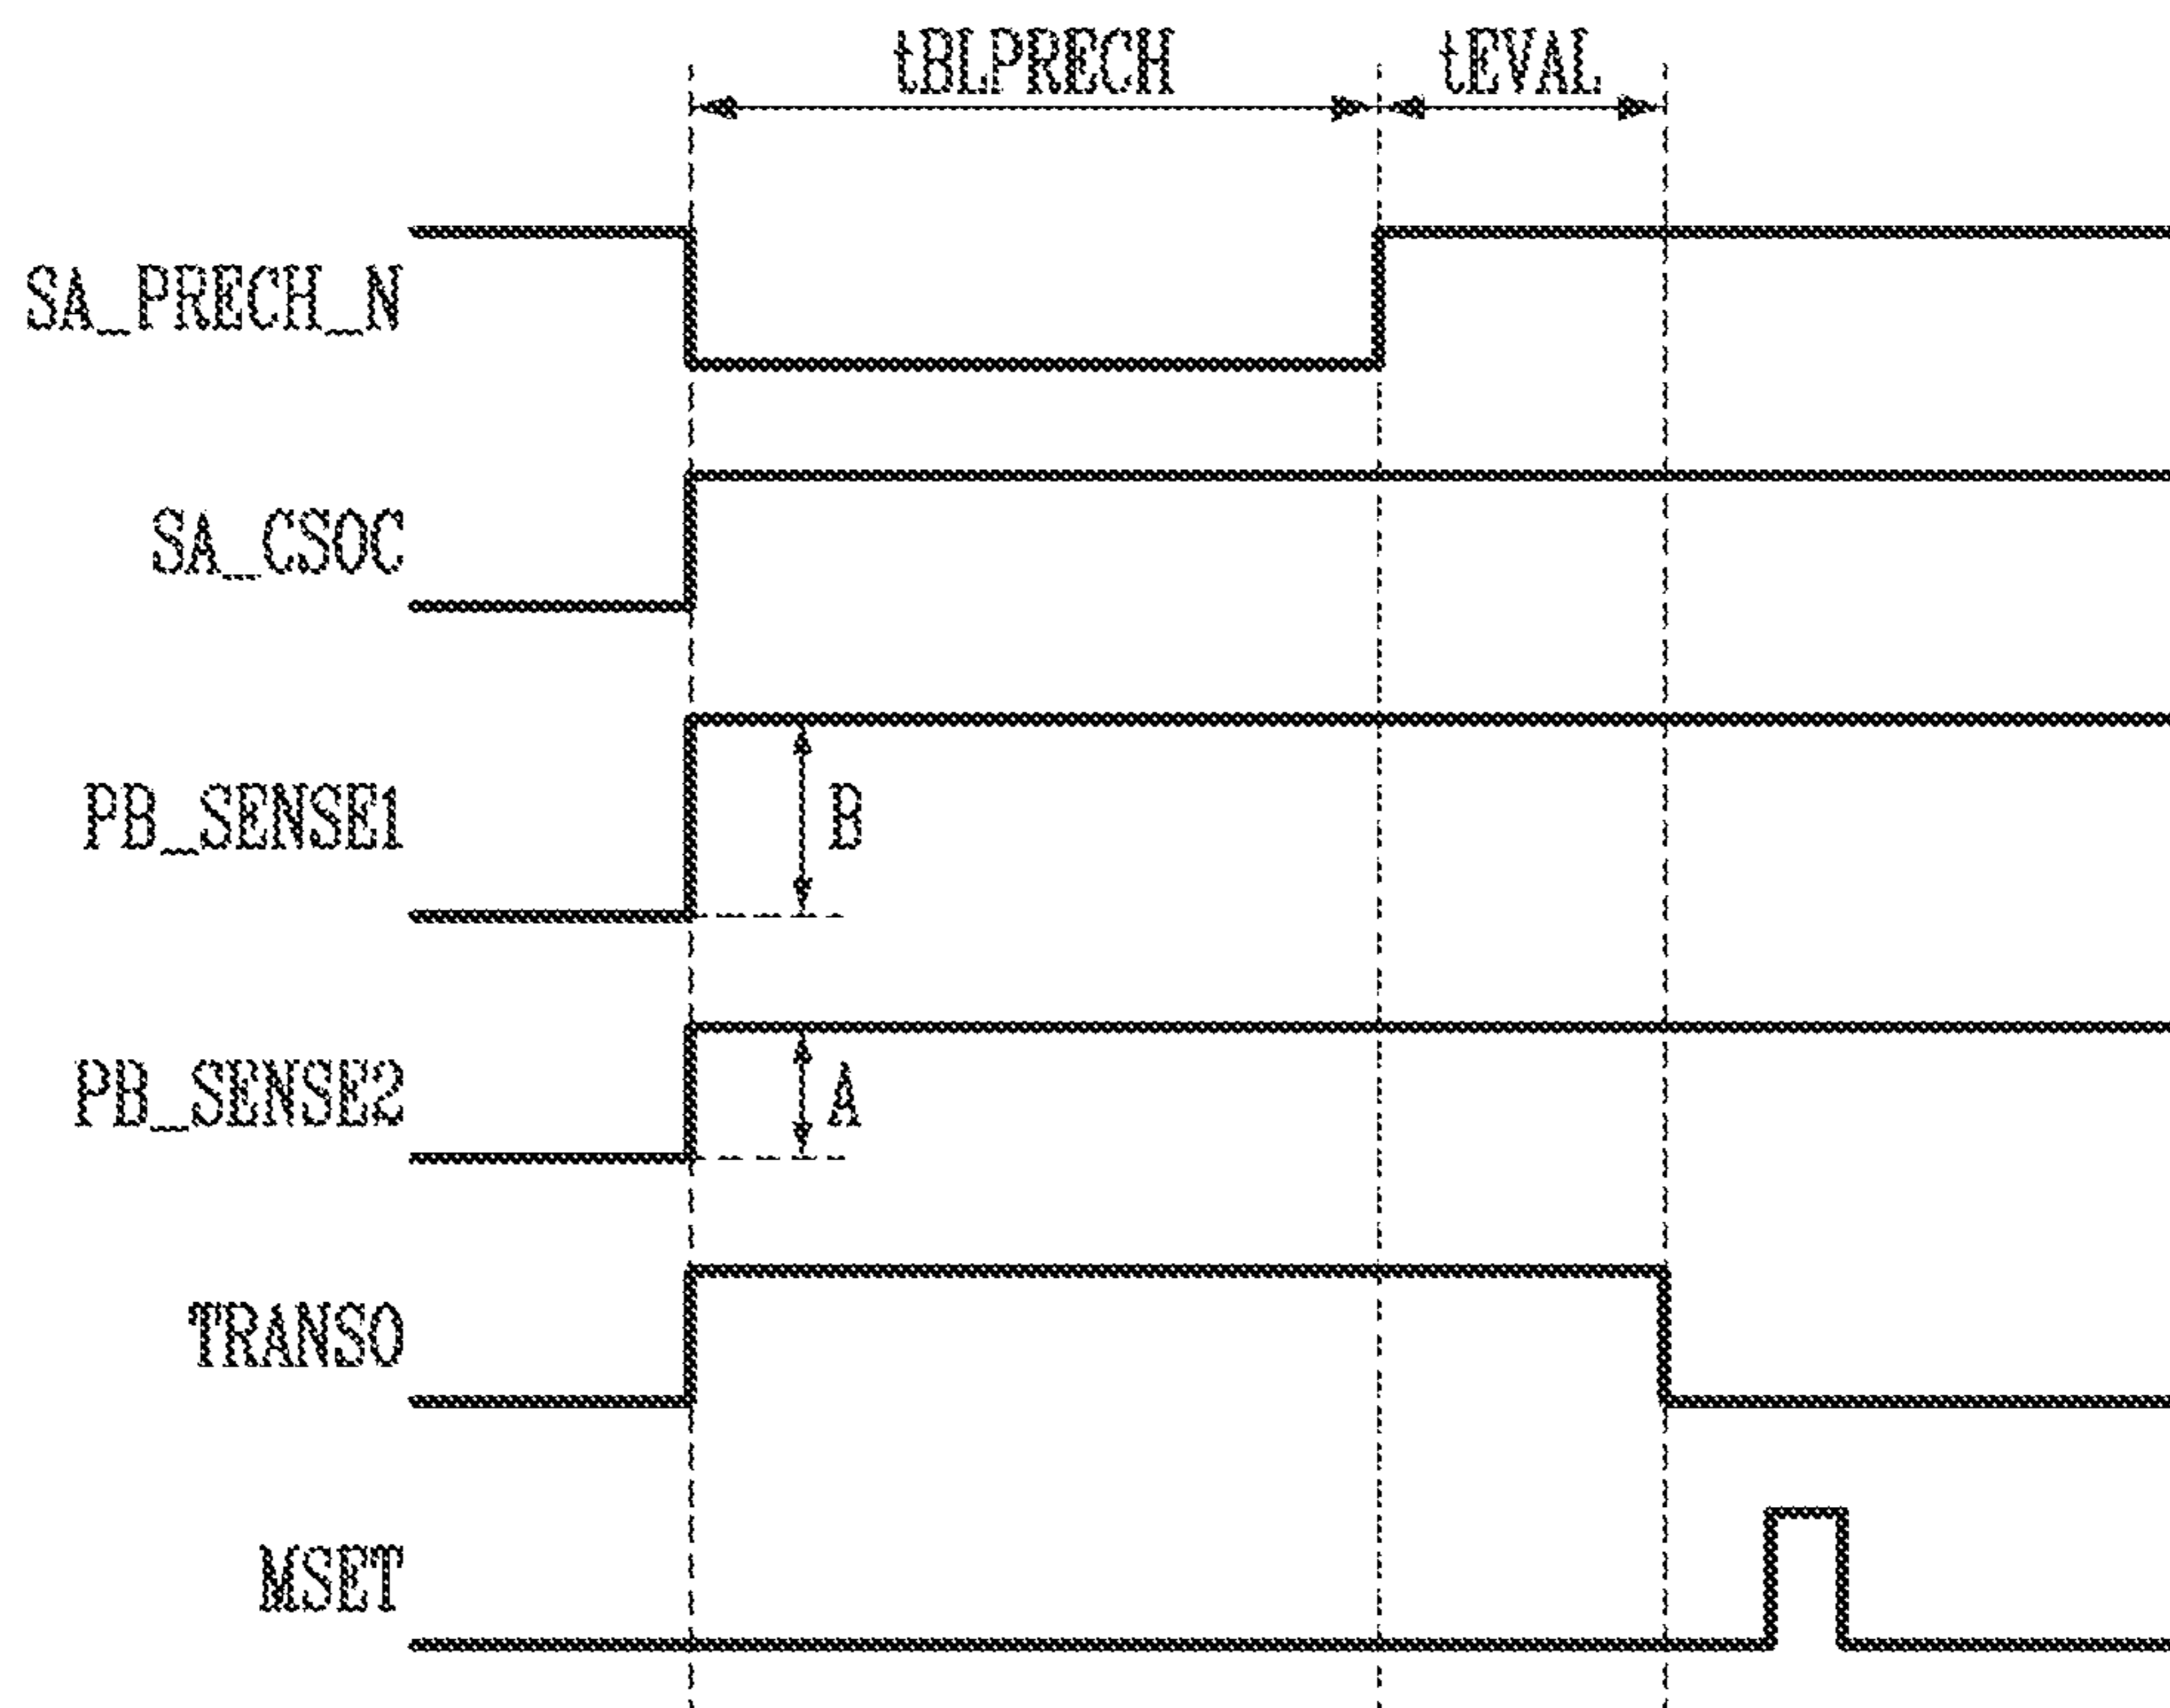 tBLPRECH tEVAL
SA_PRECH_N
SA_CSOC
PB_SENSE1
B
PB_SENSE2
A
TRANSO
MSET